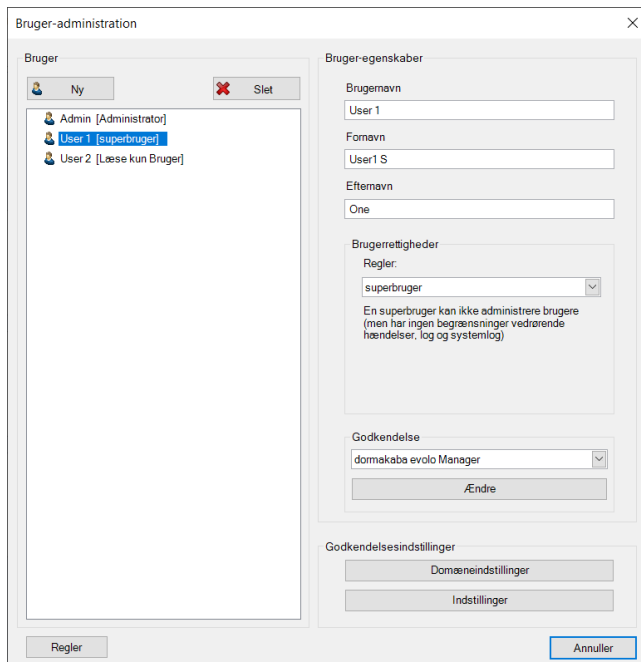 Bruger-administration
Bruger
Ny
Slet
Admin [Administrator]
User 1 [superbruger]
User 2 [Læse kun Bruger]
Regler
Bruger-egenskaber
Brugernavn
User 1
Fornavn
User1 S
Efternavn
One
Brugerrettigheder
Regler:
superbruger
En superbruger kan ikke administrere brugere
(men har ingen begrænsninger vedrørende
hændelser, log og systemlog)
Godkendelse
dormakaba evolo Manager
Ændre
Godkendelsesindstillinger
Domæneindstillinger
Indstillinger
Annuller